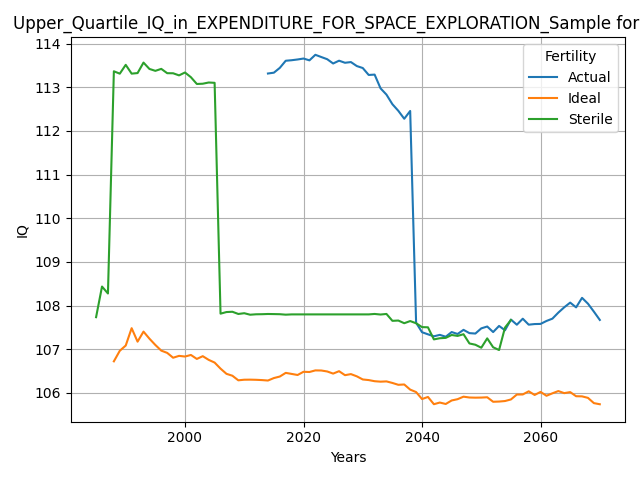 Upper_Quartile_IQ_in_EXPENDITURE_FOR_SPACE_EXPLORATION_Sample for
114
113
112
111
110
109
108
107
106
IQ
Fertility
Actual
Ideal
Sterile
2000
2020
2040
2060
Years